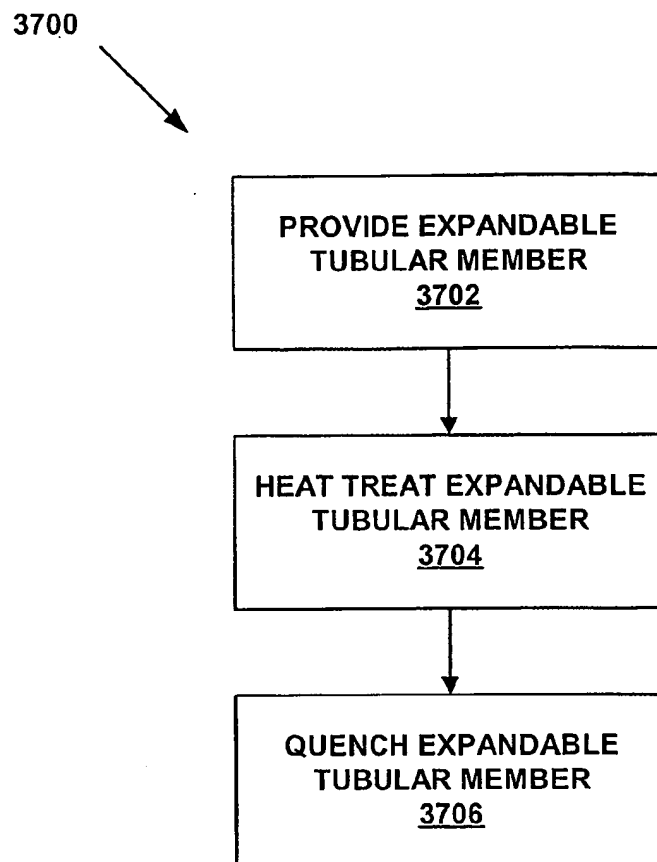 3700
PROVIDE EXPANDABLE
TUBULAR MEMBER
3702
HEAT TREAT EXPANDABLE
TUBULAR MEMBER
3704
QUENCH EXPANDABLE
TUBULAR MEMBER
3706